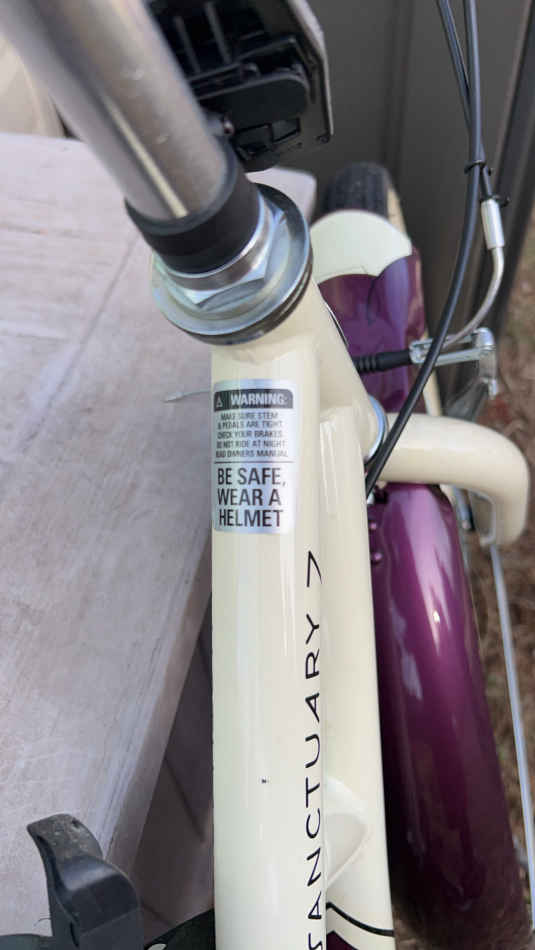 WARNING:
MAKE SURE STEM
& PEDALS ARE TIGHT.
CHECK YOUR BRAKES.
DO NOT RIDE AT NIGHT.
READ OWNERS MANUAL
BE SAFE,
WEAR A
HELMET
SANCTUARY 7